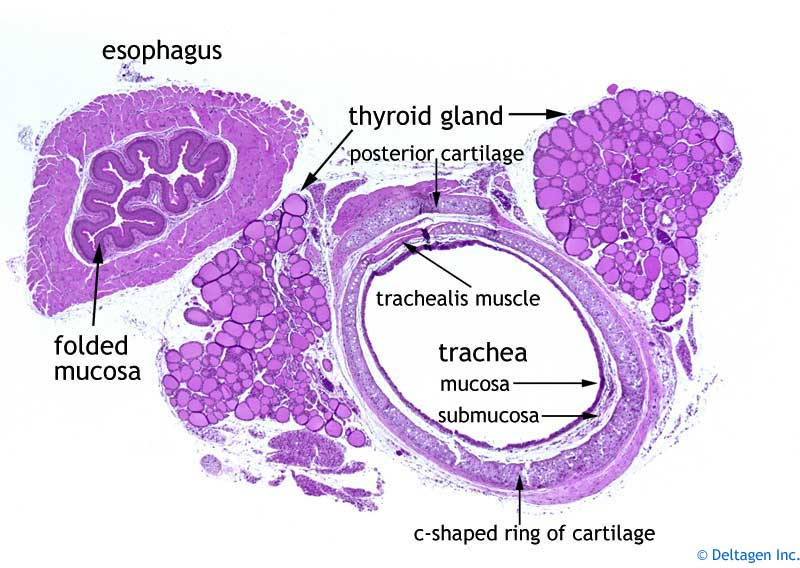 esophagus
thyroid gland
posterior cartilage
trachealis muscle
folded
mucosa
trachea
mucosa
submucosa
c-shaped ring of cartilage
© Deltagen Inc.